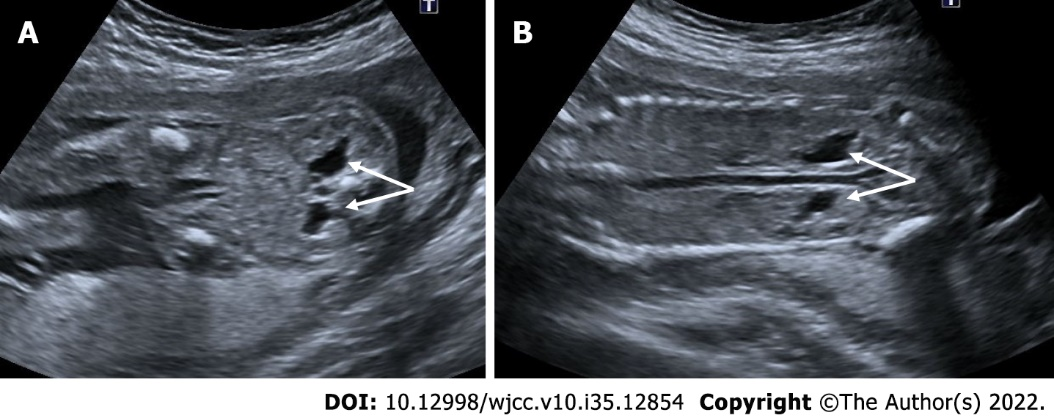 T
T
A
B
DOI: 10.12998/wjcc.v10.i35.12854 Copyright ©The Author(s) 2022.